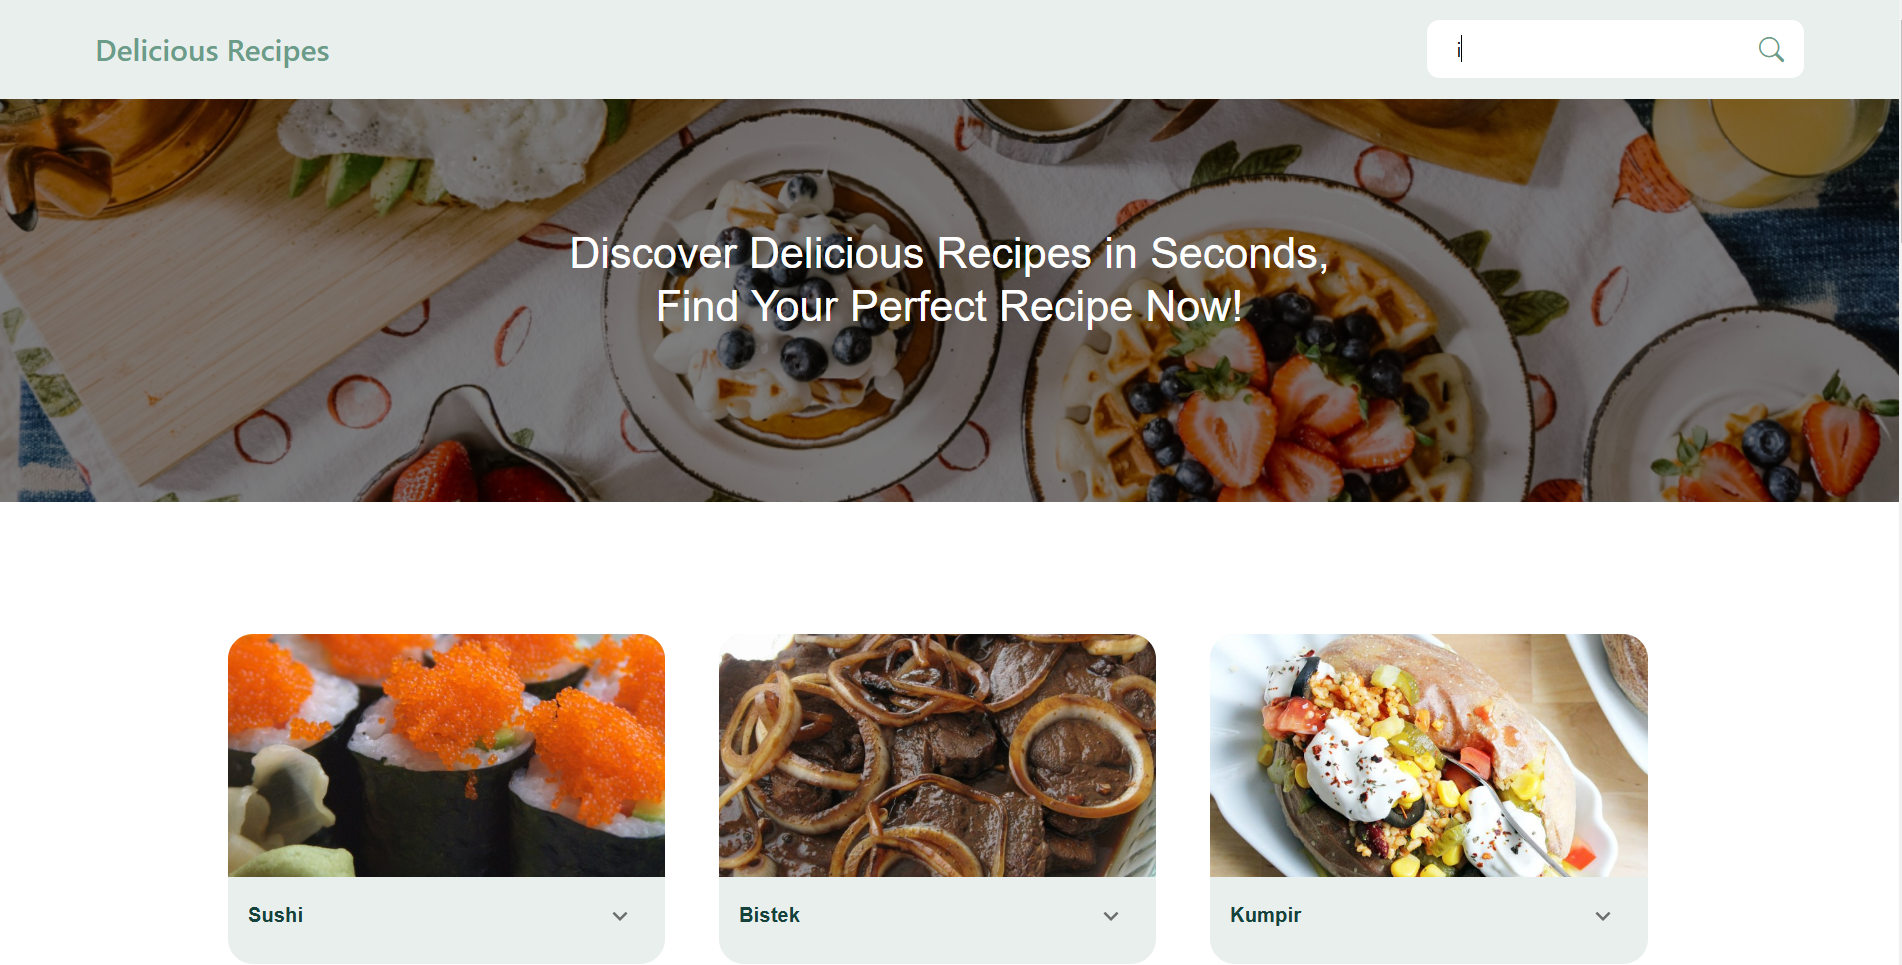 Delicious Recipes
i
Discover Delicious Recipes in Seconds,
Find Your Perfect Recipe Now!
Sushi
Bistek
Kumpir